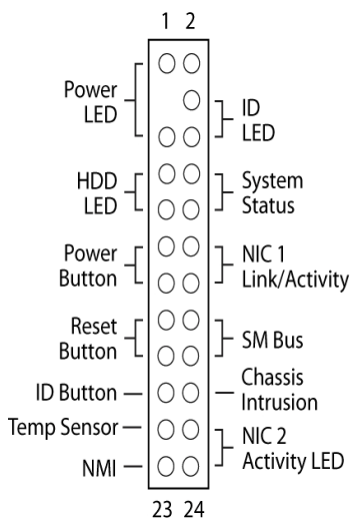 1 2
Power
LED
ID
LED
HDD
LED
System
Status
Power
Button
NIC 1
Link/Activity
Reset
Button
SM Bus
ID Button
Chassis
Intrusion
Temp Sensor
NIC 2
Activity LED
NMI
23 24